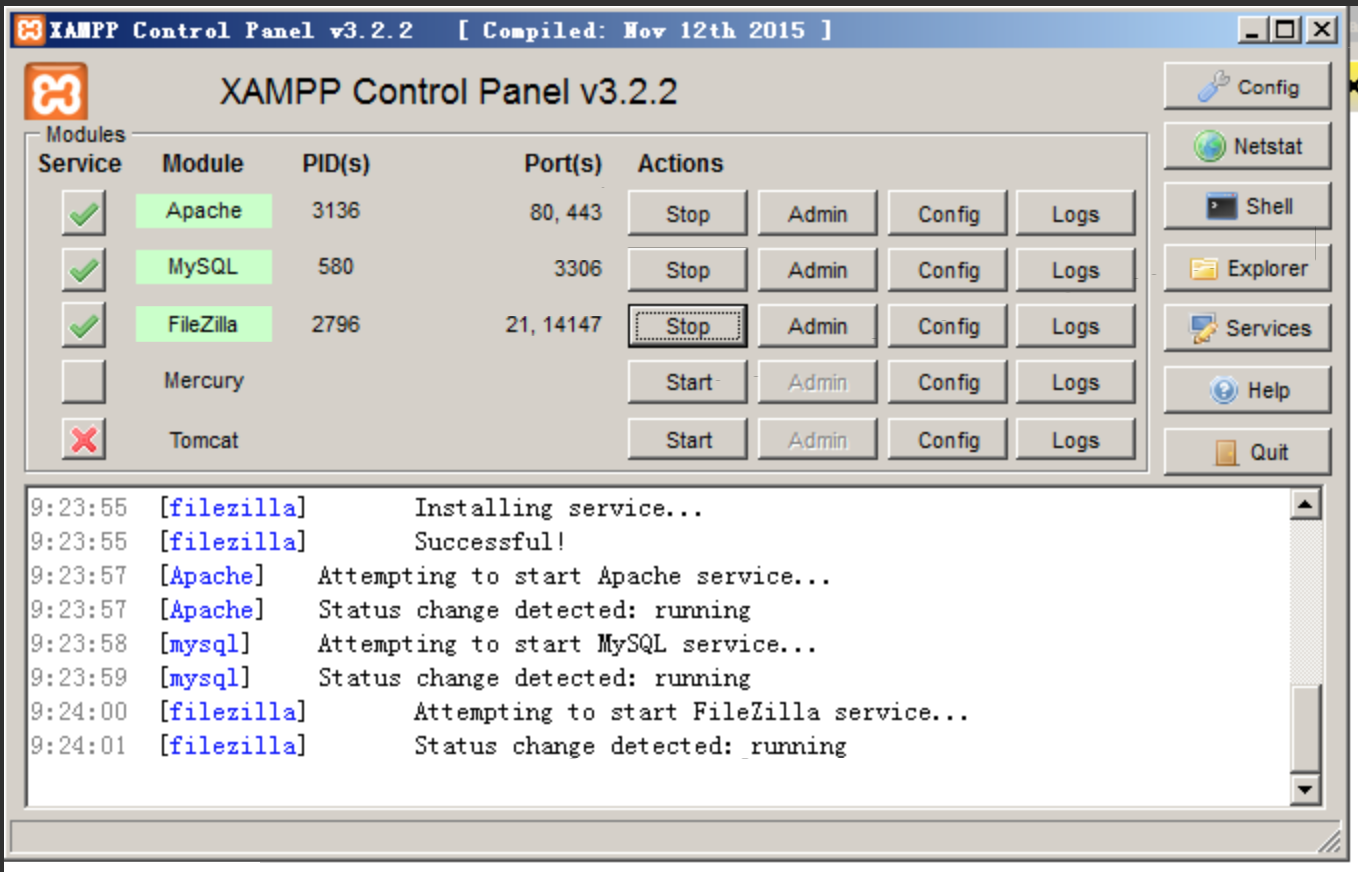 XAMPP Control Panel v3.2.2 [ Compiled: Nov 12th 2015 ]
XAMPP Control Panel v3.2.2
Config
Modules
Service Module PID(s) Port(s) Actions
Netstat
Apache 3136 80, 443 Stop Admin Config Logs
Shell
MySQL 580 3306 Stop Admin Config Logs
Explorer
FileZilla 2796 21, 14147 Stop Admin Config Logs
Services
Mercury Start Admin Config Logs
Help
Tomcat Start Admin Config Logs
Quit
9:23:55 [filezilla] Installing service...
9:23:55 [filezilla] Successful!
9:23:57 [Apache] Attempting to start Apache service...
9:23:57 [Apache] Status change detected: running
9:23:58 [mysql] Attempting to start MySQL service...
9:23:59 [mysql] Status change detected: running
9:24:00 [filezilla] Attempting to start FileZilla service...
9:24:01 [filezilla] Status change detected: running